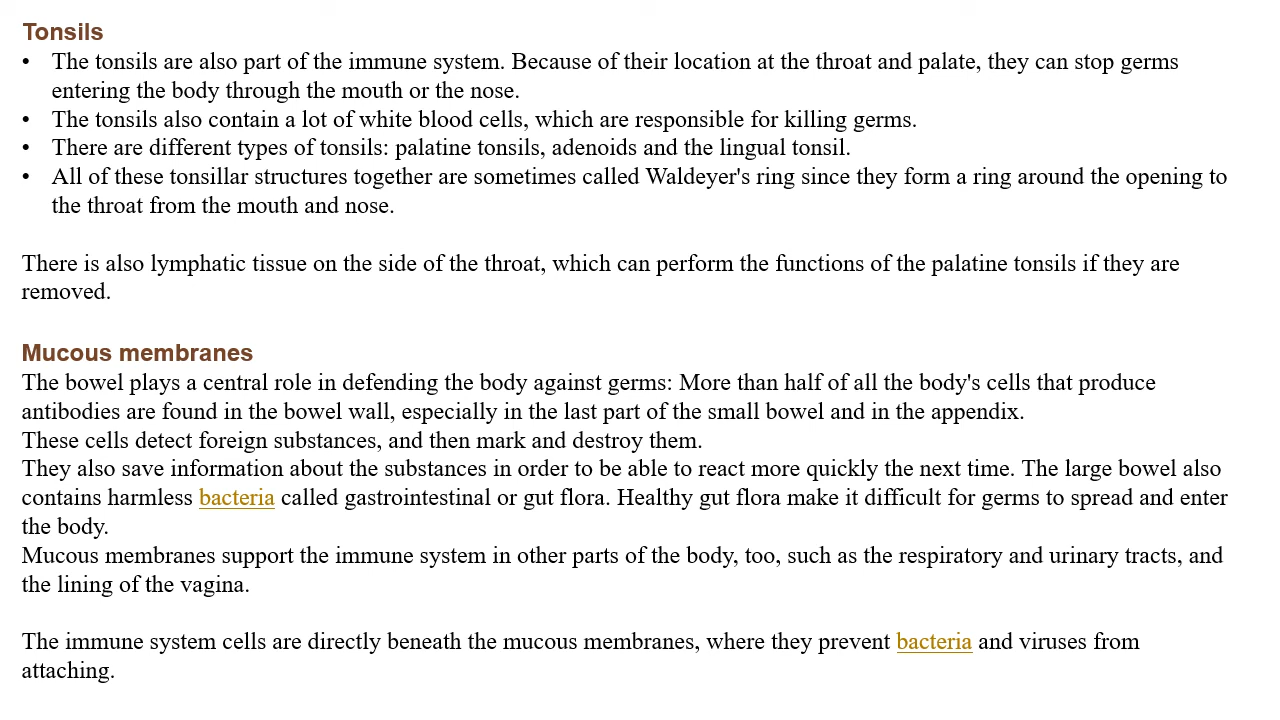 Tonsils
• The tonsils are also part of the immune system. Because of their location at the throat and palate, they can stop germs
entering the body through the mouth or the nose.
• The tonsils also contain a lot of white blood cells, which are responsible for killing germs.
• There are different types of tonsils: palatine tonsils, adenoids and the lingual tonsil.
• All of these tonsillar structures together are sometimes called Waldeyer's ring since they form a ring around the opening to
the throat from the mouth and nose.
There is also lymphatic tissue on the side of the throat, which can perform the functions of the palatine tonsils if they are
removed.
Mucous membranes
The bowel plays a central role in defending the body against germs: More than half of all the body's cells that produce
antibodies are found in the bowel wall, especially in the last part of the small bowel and in the appendix.
These cells detect foreign substances, and then mark and destroy them.
They also save information about the substances in order to be able to react more quickly the next time. The large bowel also
contains harmless bacteria called gastrointestinal or gut flora. Healthy gut flora make it difficult for germs to spread and enter
the body.
Mucous membranes support the immune system in other parts of the body, too, such as the respiratory and urinary tracts, and
the lining of the vagina.
The immune system cells are directly beneath the mucous membranes, where they prevent bacteria and viruses from
attaching.